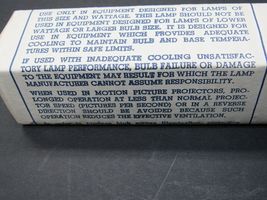 USE ONLY IN EQUIPMENT DESIGNED FOR LAMPS OF
THIS SIZE AND WATTAGE. THIS LAMP SHOULD NOT BE
USED IN EQUIPMENT DESIGNED FOR LAMPS OF LOWER
WATTAGE OR LARGER BULB SIZE. IT IS DESIGNED FOR
USE IN EQUIPMENT WHICH PROVIDES ADEQUATE
COOLING TO MAINTAIN BULB AND BASE TEMPERA-
TURES WITHIN SAFE LIMITS.
IF USED WITH INADEQUATE COOLING UNSATISFAC-
TORY LAMP PERFORMANCE, BULB FAILURE OR DAMAGE
TO THE EQUIPMENT MAY RESULT FOR WHICH THE LAMP
MANUFACTURER CANNOT ASSUME RESPONSIBILITY.
WHEN USED IN MOTION PICTURE PROJECTORS, PRO-
LONGED OPERATION AT LESS THAN NORMAL PROJEC-
TOR SPEED (PICTURES PER SECOND) OR IN A REVERSE
DIRECTION SHOULD BE AVOIDED BECAUSE SUCH
OPERATION REDUCES THE EFFECTIVE VENTILATION.